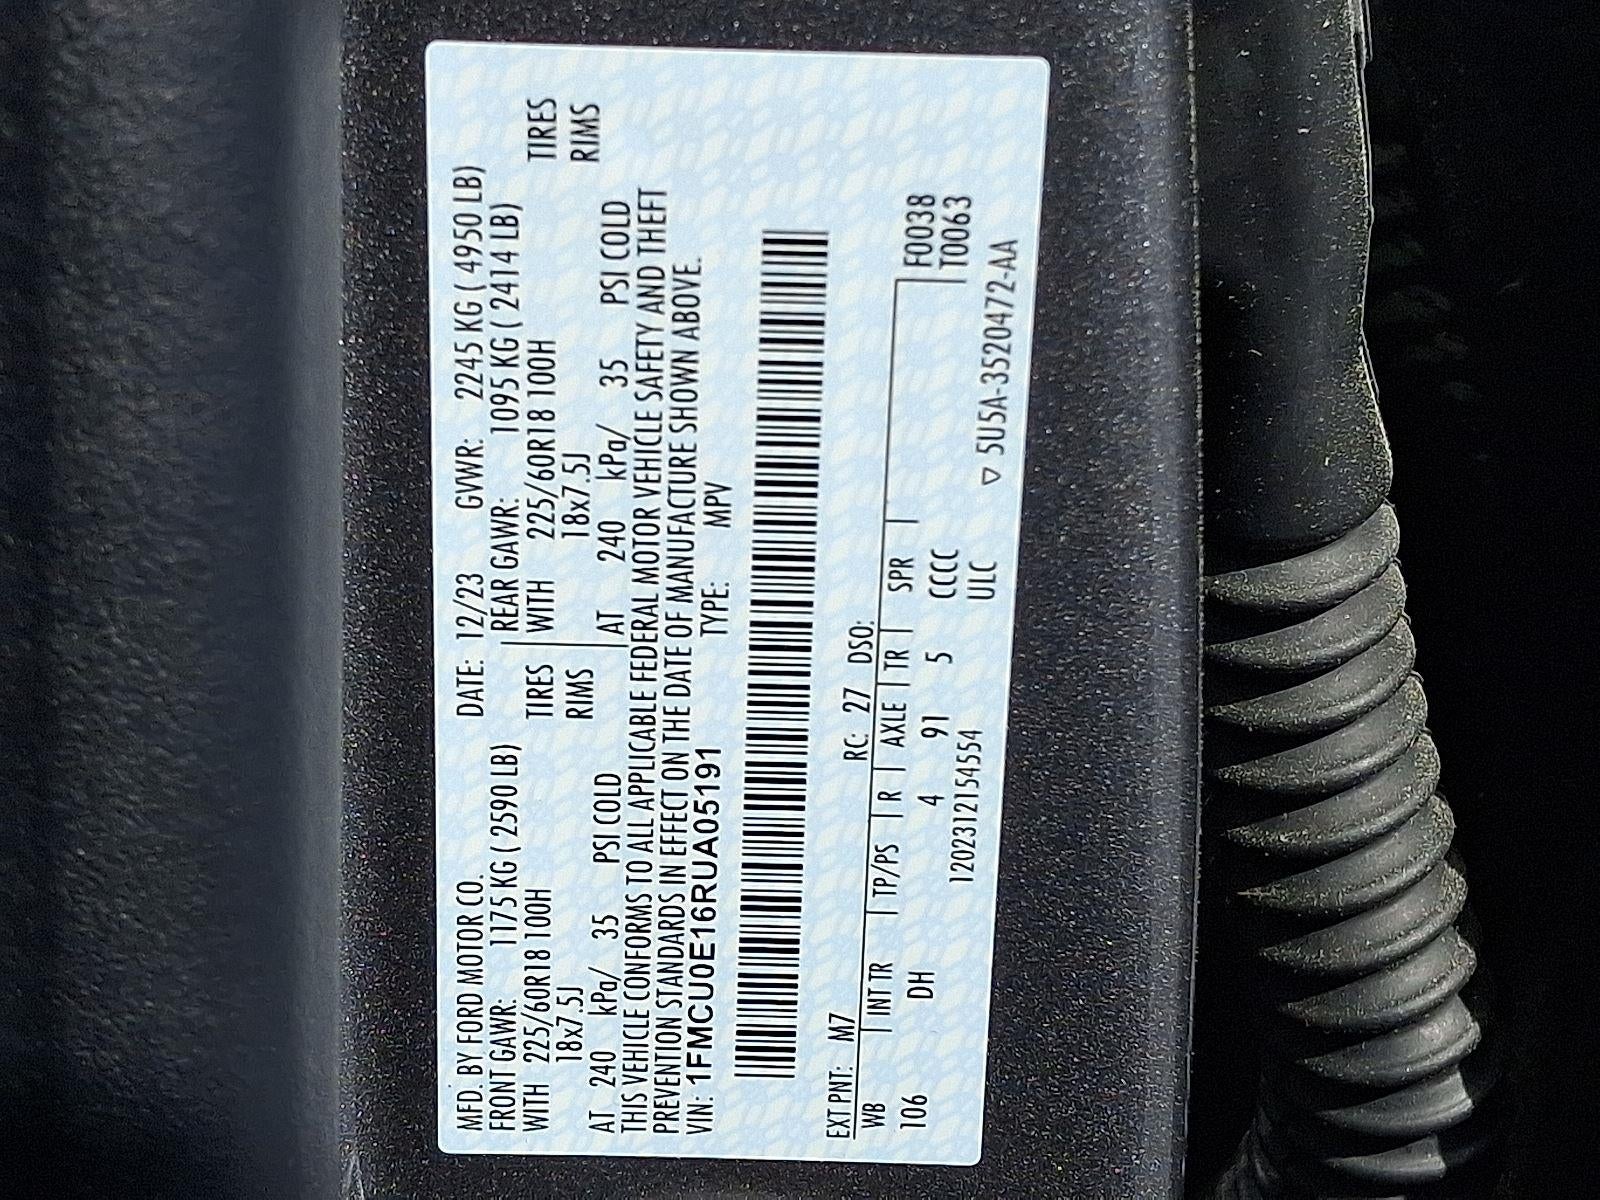 MFD. BY FORD MOTOR CO. DATE: 12/23 GVWR: 2245 KG ( 4950 LB)
FRONT GAWR: 1175 KG ( 2590 LB) REAR GAWR: 1095 KG ( 2414 LB)
WITH 225/60R18 100H TIRES WITH 225/60R18 100H TIRES
18x7.5J RIMS 18x7.5J RIMS
AT 240 kPa/ 35 PSI COLD AT 240 kPa/ 35 PSI COLD
THIS VEHICLE CONFORMS TO ALL APPLICABLE FEDERAL MOTOR VEHICLE SAFETY AND THEFT
PREVENTION STANDARDS IN EFFECT ON THE DATE OF MANUFACTURE SHOWN ABOVE.
VIN: 1FMCU0E16RUA05191 TYPE: MPV
EXT PNT: M7 RC: 27 DSO:
WB INT TR TP/PS R AXLE TR SPR F0038
106 DH 4 91 5 CCCC T0063
1202312154554 ULC ▽ 5U5A-3520472-AA